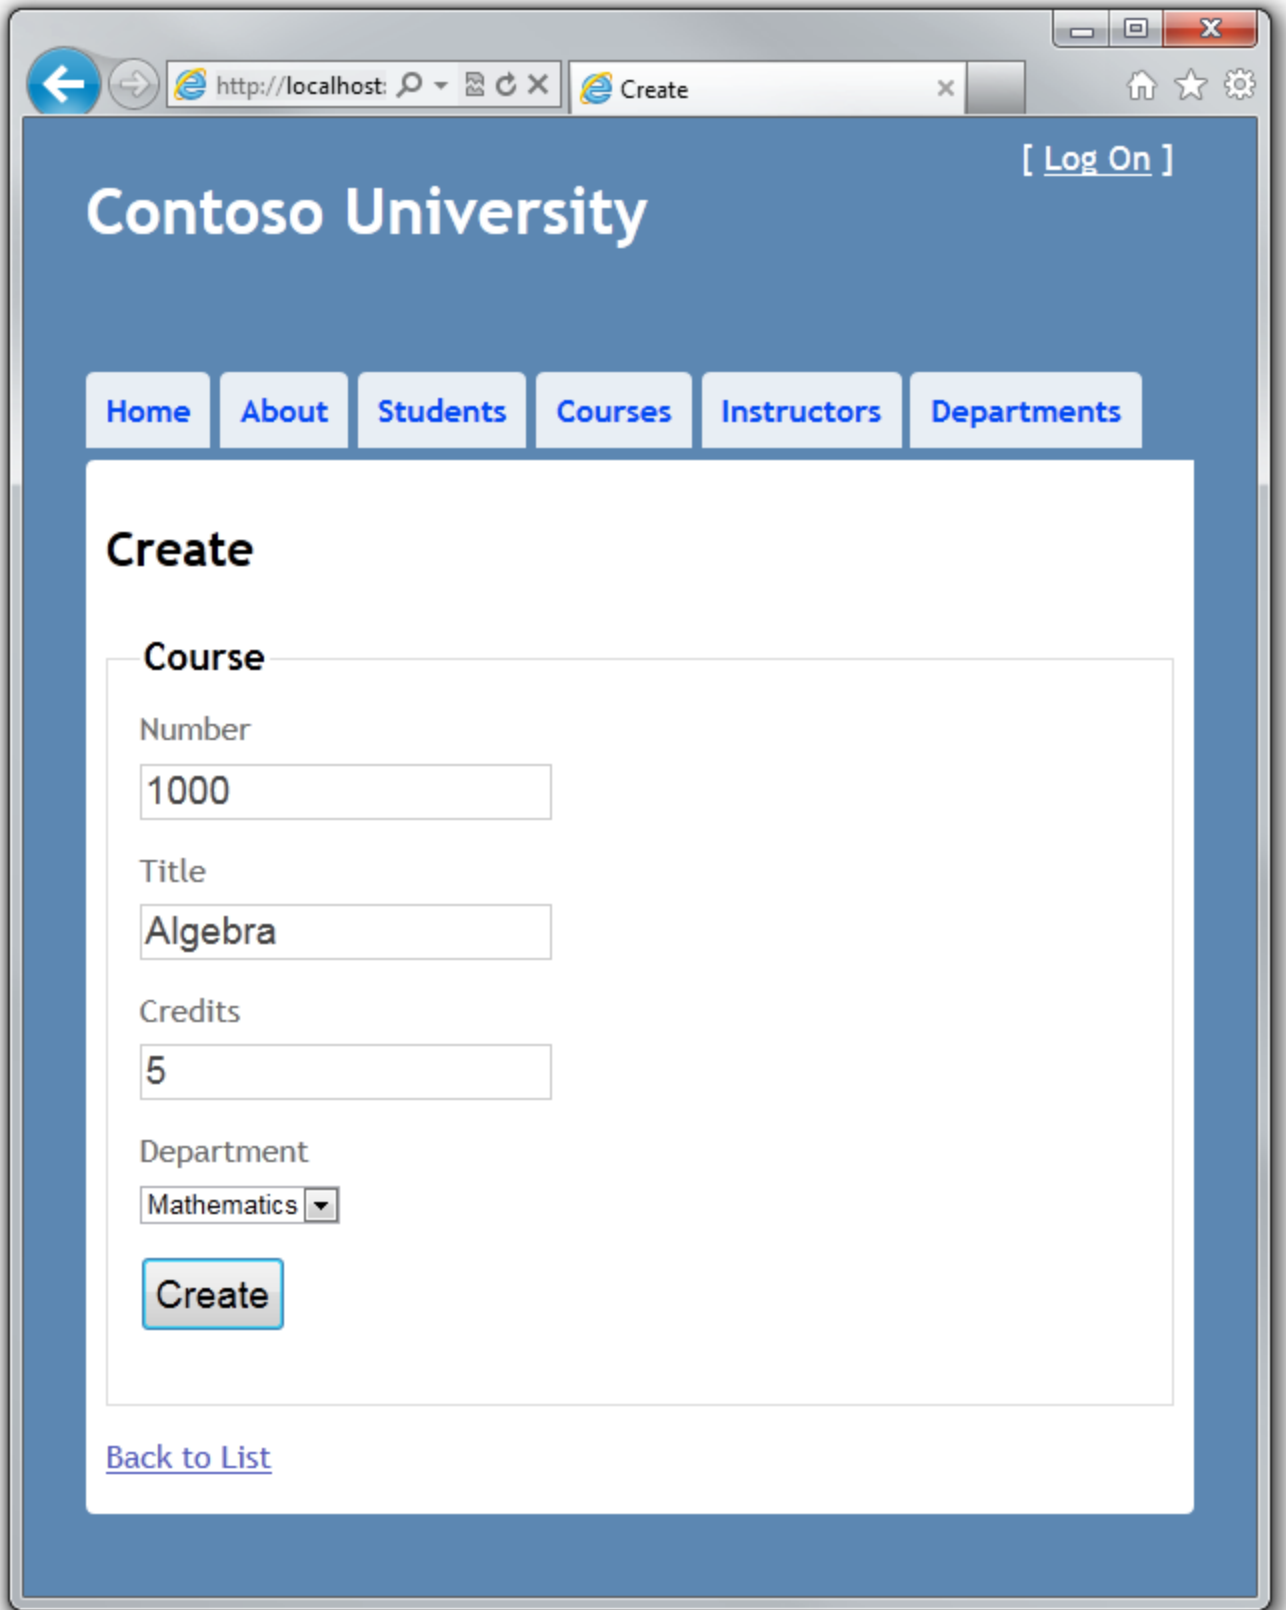 http://localhost:
Create
[ Log On ]
Contoso University
Home About Students Courses Instructors Departments
Create
Course
Number
1000
Title
Algebra
Credits
5
Department
Mathematics
Create
Back to List